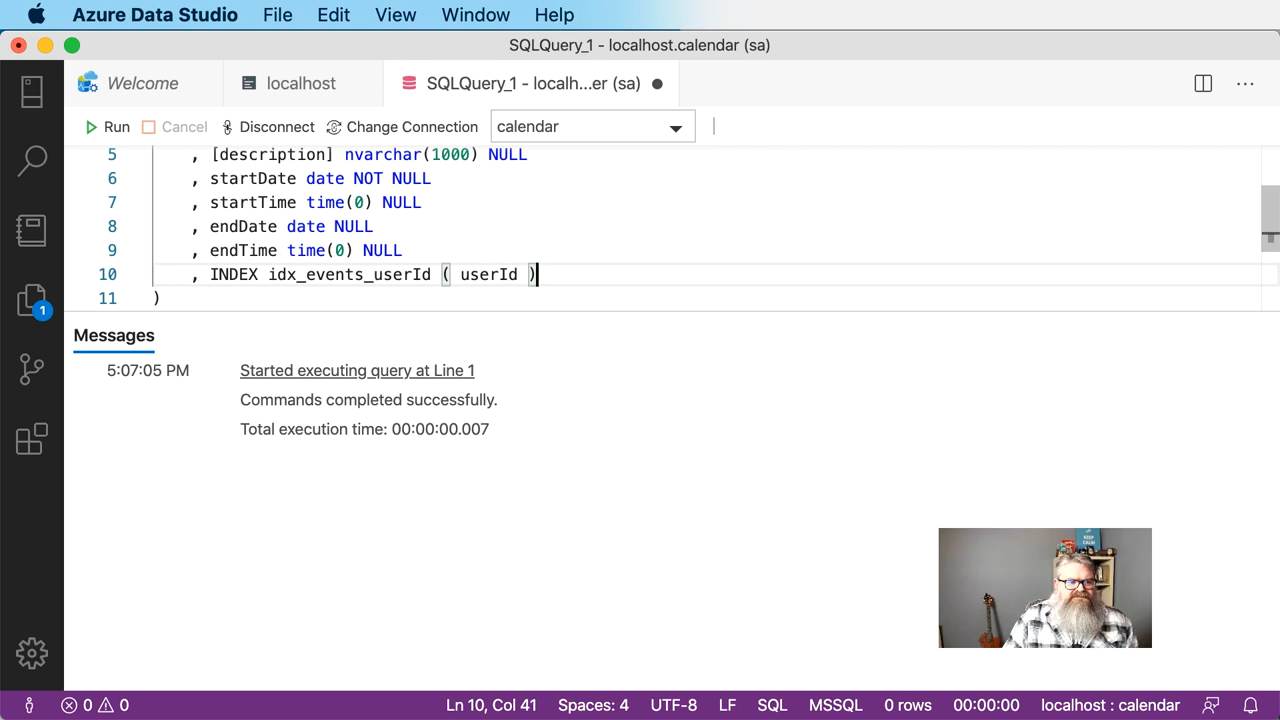 Azure Data Studio File Edit View Window Help
SQLQuery_1 - localhost.calendar (sa)
Welcome localhost SQLQuery_1 - localh...er (sa)
Run Cancel Disconnect Change Connection calendar
5 , [description] nvarchar(1000) NULL
6 , startDate date NOT NULL
7 , startTime time(0) NULL
8 , endDate date NULL
9 , endTime time(0) NULL
10 , INDEX idx_events_userId ( userId )
11 )
1
Messages
5:07:05 PM Started executing query at Line 1
Commands completed successfully.
Total execution time: 00:00:00.007
KEEP
CALM
0 0 Ln 10, Col 41 Spaces: 4 UTF-8 LF SQL MSSQL 0 rows 00:00:00 localhost : calendar